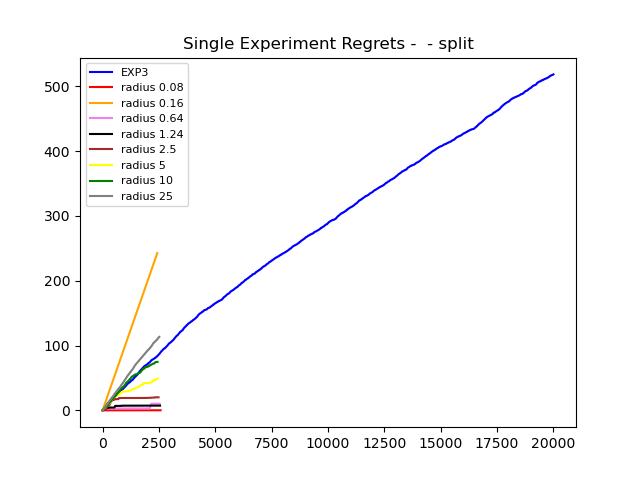 Single Experiment Regrets -  - split
EXP3
radius 0.08
radius 0.16
radius 0.64
radius 1.24
radius 2.5
radius 5
radius 10
radius 25
500
400
300
200
100
0
0 2500 5000 7500 10000 12500 15000 17500 20000